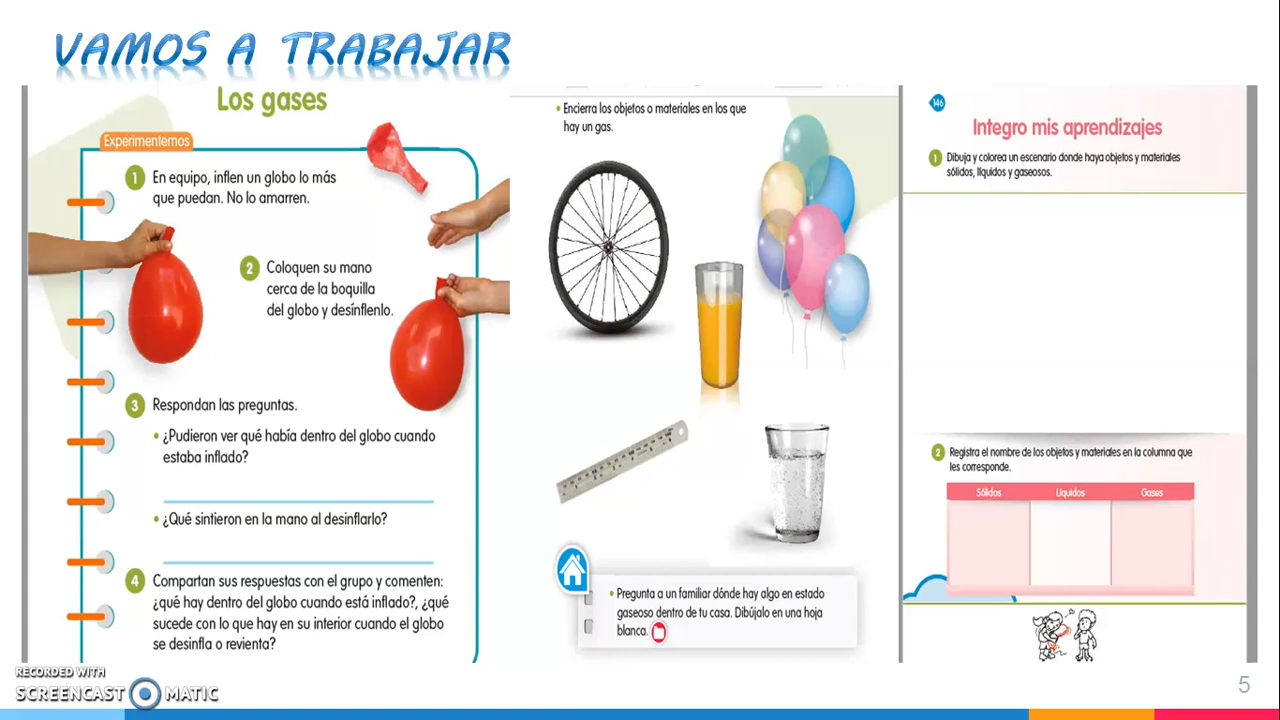 VAMOS A TRABAJAR
Los gases
Experimentemos
1 En equipo, inflen un globo lo más
que puedan. No lo amarren.
2 Coloquen su mano
cerca de la boquilla
del globo y desínflenlo.
3 Respondan las preguntas.
• ¿Pudieron ver qué había dentro del globo cuando
estaba inflado?
• ¿Qué sintieron en la mano al desinflarlo?
4 Compartan sus respuestas con el grupo y comenten:
¿qué hay dentro del globo cuando está inflado?, ¿qué
sucede con lo que hay en su interior cuando el globo
se desinfla o revienta?
• Encierra los objetos o materiales en los que
hay un gas.
• Pregunta a un familiar dónde hay algo en estado
gaseoso dentro de tu casa. Dibújalo en una hoja
blanca.
146
Integro mis aprendizajes
1 Dibuja y colorea un escenario donde haya objetos y materiales
sólidos, líquidos y gaseosos.
2 Registra el nombre de los objetos y materiales en la columna que
les corresponde.
Sólidos Líquidos Gases
RECORDED WITH
SCREENCAST MATIC
5